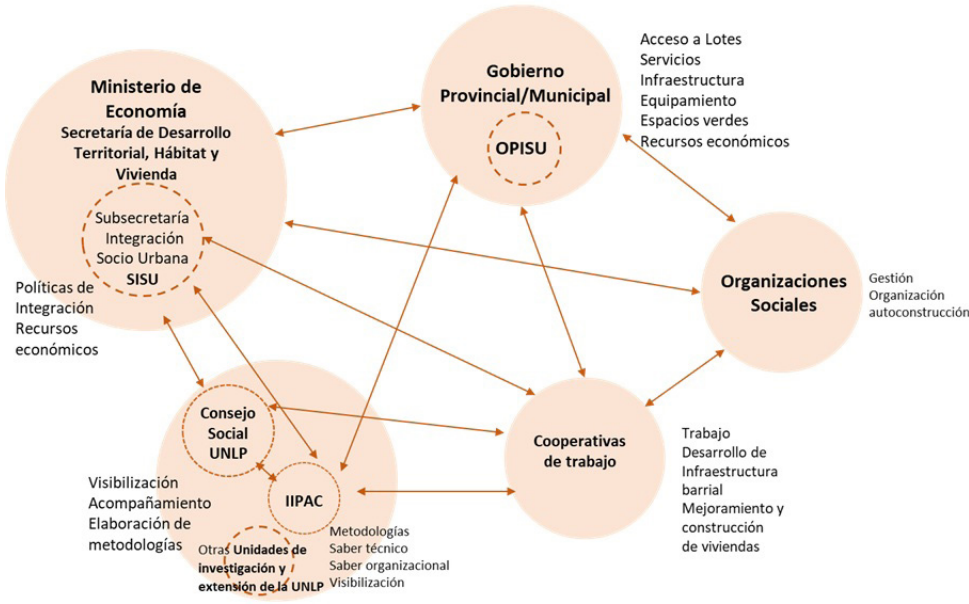 Ministerio de
Economía
Secretaría de Desarrollo
Territorial, Hábitat y
Vivienda
Subsecretaría
Integración
Socio Urbana
SISU
Políticas de
Integración
Recursos
económicos
Gobierno
Provincial/Municipal
OPISU
Acceso a Lotes
Servicios
Infraestructura
Equipamiento
Espacios verdes
Recursos económicos
Organizaciones
Sociales
Gestión
Organización
autoconstrucción
Consejo
Social
UNLP
IIPAC
Otras Unidades de
investigación y
extensión de la UNLP
Visibilización
Acompañamiento
Elaboración de
metodologías
Metodologías
Saber técnico
Saber organizacional
Visibilización
Cooperativas
de trabajo
Trabajo
Desarrollo de
Infraestructura
barrial
Mejoramiento y
construcción
de viviendas